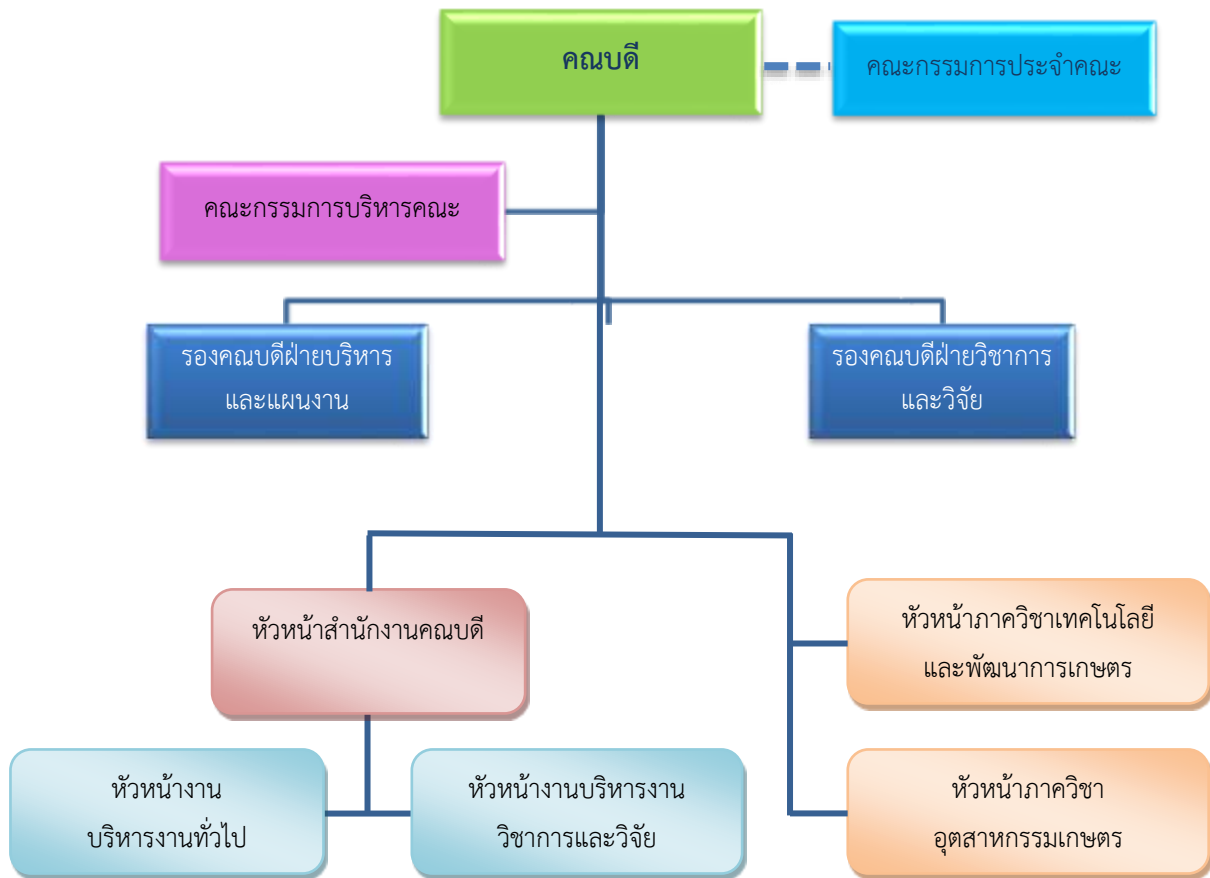 คณบดี
คณะกรรมการประจำคณะ
คณะกรรมการบริหารคณะ
รองคณบดีฝ่ายบริหาร
และแผนงาน
รองคณบดีฝ่ายวิชาการ
และวิจัย
หัวหน้าสำนักงานคณบดี
หัวหน้าภาควิชาเทคโนโลยี
และพัฒนาการเกษตร
หัวหน้างาน
บริหารงานทั่วไป
หัวหน้างานบริหารงาน
วิชาการและวิจัย
หัวหน้าภาควิชา
อุตสาหกรรมเกษตร